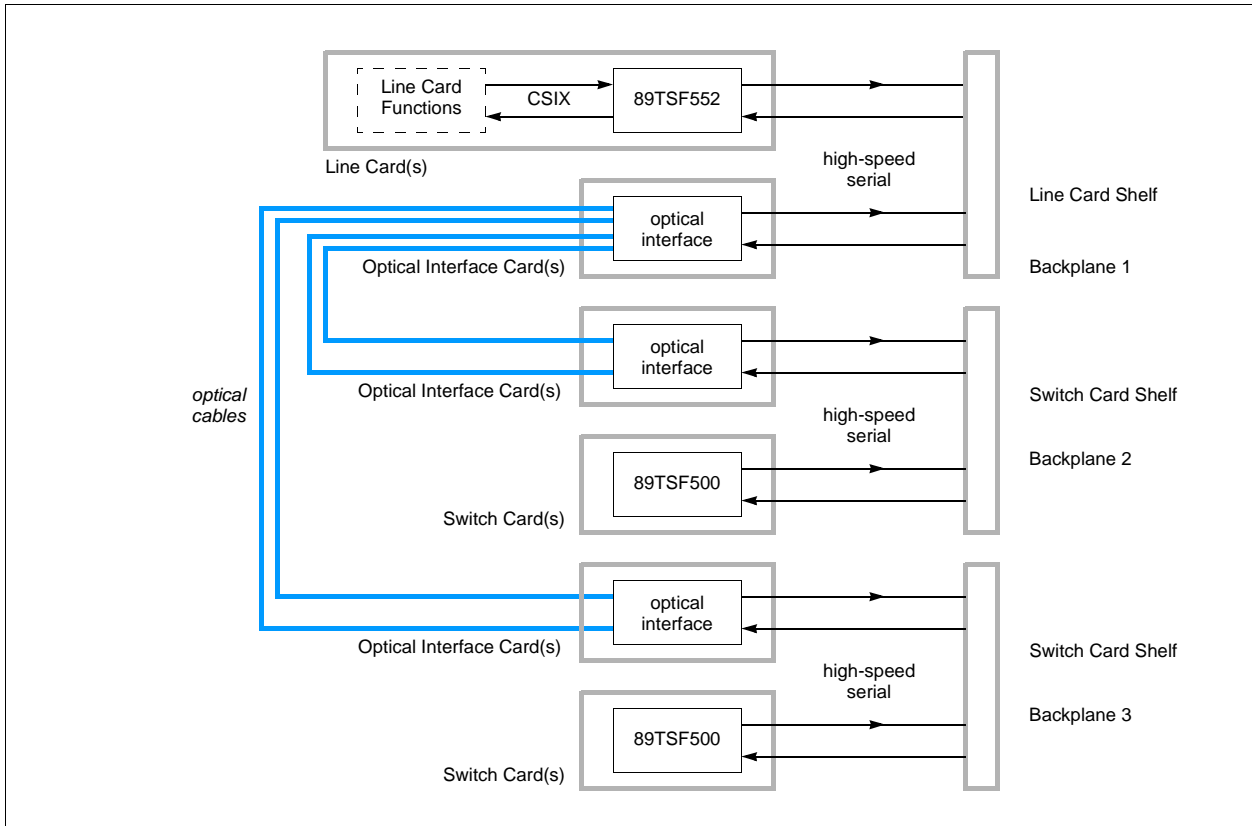 Line Card
Functions
CSIX
89TSF552
Line Card(s)
high-speed
serial
optical
interface
Optical Interface Card(s)
Line Card Shelf
Backplane 1
optical
interface
Optical Interface Card(s)
optical
cables
high-speed
serial
Switch Card Shelf
89TSF500
Switch Card(s)
Backplane 2
optical
interface
Optical Interface Card(s)
high-speed
serial
Switch Card Shelf
89TSF500
Switch Card(s)
Backplane 3